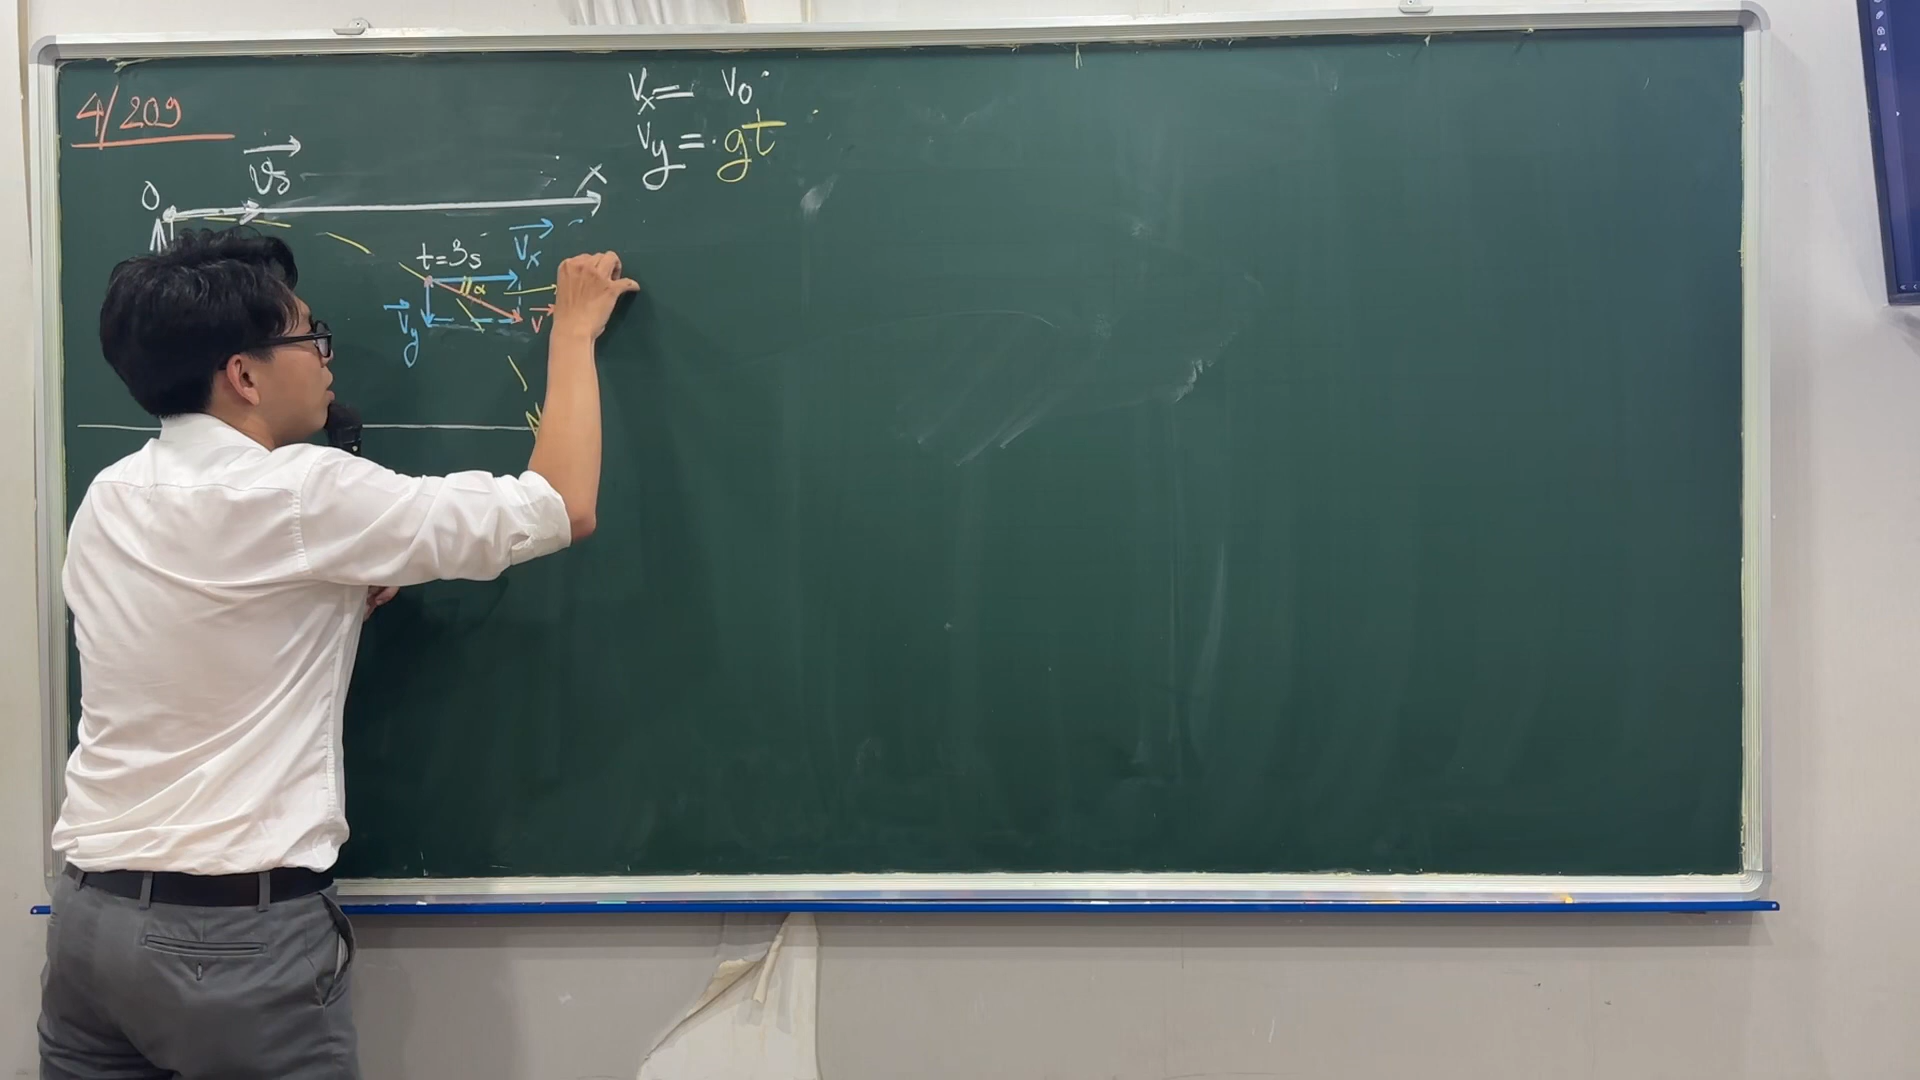 4/209
Vx = V0
Vy = gt
O
v0
x
t=3s
Vx
α
Vy
V